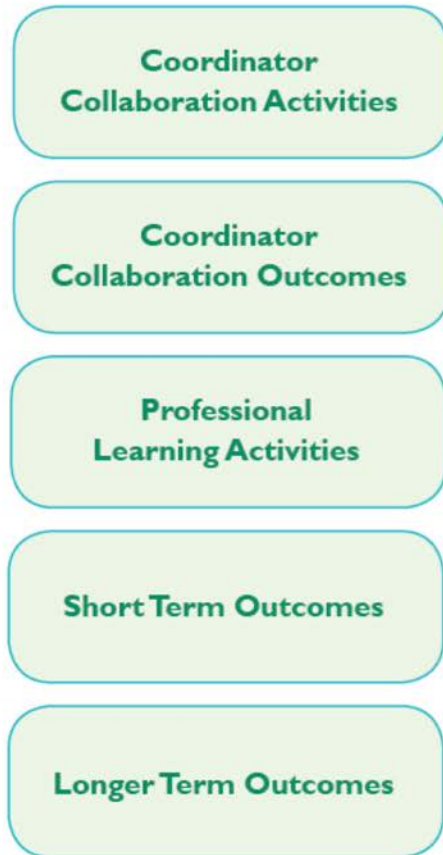 Coordinator
Collaboration Activities
Coordinator
Collaboration Outcomes
Professional
Learning Activities
Short Term Outcomes
Longer Term Outcomes